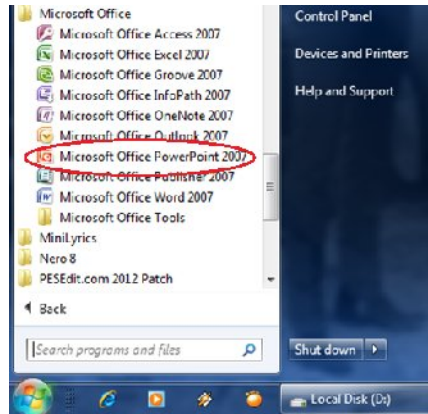 Microsoft Office
Microsoft Office Access 2007
Microsoft Office Excel 2007
Microsoft Office Groove 2007
Microsoft Office InfoPath 2007
Microsoft Office OneNote 2007
Microsoft Office Outlook 2007
Microsoft Office PowerPoint 2007
Microsoft Office Publisher 2007
Microsoft Office Word 2007
Microsoft Office Tools
MiniLyrics
Nero 8
PESEdit.com 2012 Patch
Back
Search programs and files
Control Panel
Devices and Printers
Help and Support
Shut down
Local Disk (D:)